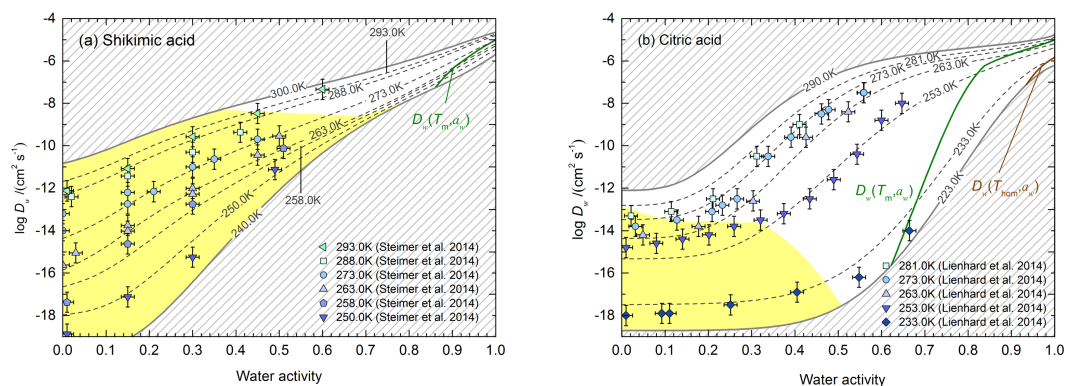 (a) Shikimic acid
log D_w /(cm² s⁻¹)
-4
-6
-8
-10
-12
-14
-16
-18
293.0K
300.0K
288.0K
273.0K
263.0K
250.0K
240.0K
258.0K
D_w(T_m,a_w)
293.0K (Steimer et al. 2014)
288.0K (Steimer et al. 2014)
273.0K (Steimer et al. 2014)
263.0K (Steimer et al. 2014)
258.0K (Steimer et al. 2014)
250.0K (Steimer et al. 2014)
0.0 0.1 0.2 0.3 0.4 0.5 0.6 0.7 0.8 0.9 1.0
Water activity
(b) Citric acid
log D_w /(cm² s⁻¹)
-4
-6
-8
-10
-12
-14
-16
-18
290.0K
281.0K
273.0K
263.0K
253.0K
233.0K
223.0K
D_w(T_m,a_w)
D_w(T_hom,a_w)
281.0K (Lienhard et al. 2014)
273.0K (Lienhard et al. 2014)
263.0K (Lienhard et al. 2014)
253.0K (Lienhard et al. 2014)
233.0K (Lienhard et al. 2014)
0.0 0.1 0.2 0.3 0.4 0.5 0.6 0.7 0.8 0.9 1.0
Water activity